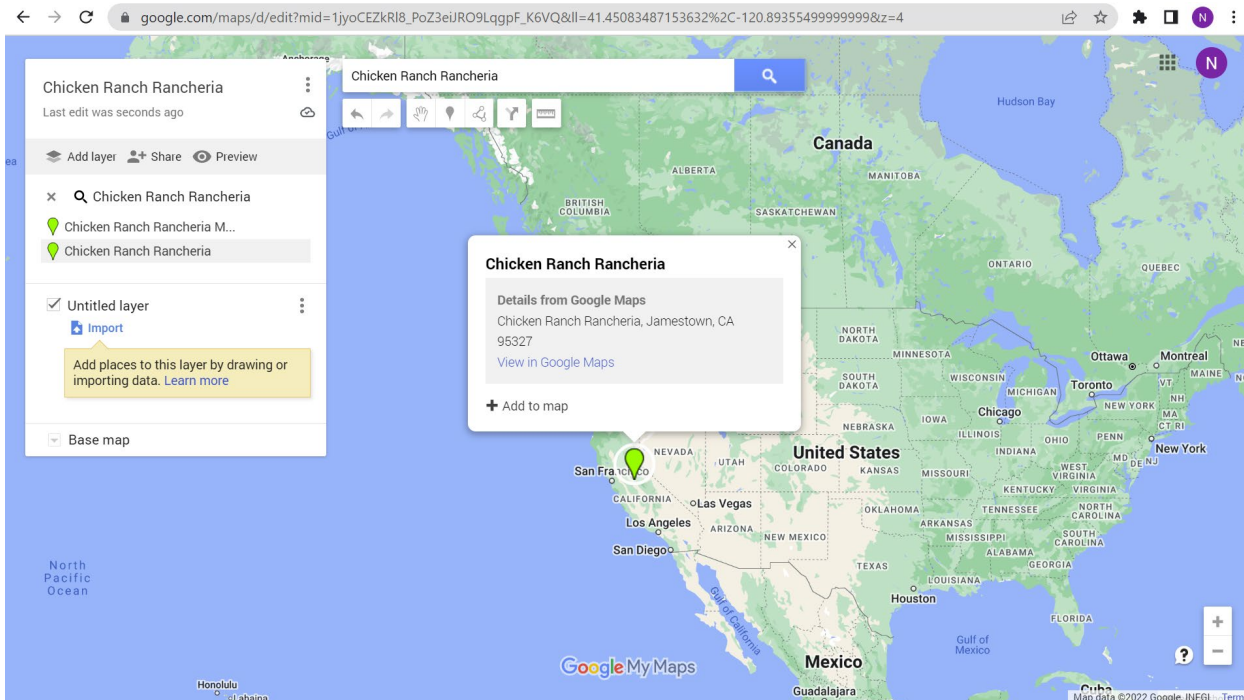 google.com/maps/d/edit?mid=1jyoCEZkRI8_PoZ3eiJRO9LqgpF_K6VQ&ll=41.45083487153632%2C-120.89355499999999&z=4
N
Anchorage
Chicken Ranch Rancheria
Last edit was seconds ago
Add layer Share Preview
Chicken Ranch Rancheria
Chicken Ranch Rancheria M...
Chicken Ranch Rancheria
Untitled layer
Import
Add places to this layer by drawing or
importing data. Learn more
Base map
Chicken Ranch Rancheria
N
Chicken Ranch Rancheria
Details from Google Maps
Chicken Ranch Rancheria, Jamestown, CA
95327
View in Google Maps
Add to map
Hudson Bay
Canada
ALBERTA
MANITOBA
BRITISH
COLUMBIA
SASKATCHEWAN
ONTARIO
QUEBEC
NORTH
DAKOTA
MINNESOTA
Ottawa
Montreal
SOUTH
DAKOTA
WISCONSIN
MICHIGAN
Toronto
VT
MAINE
NH
NEW YORK
MA
CT RI
Chicago
IOWA
NEBRASKA
ILLINOIS
INDIANA
OHIO
PENN
New York
MD
DE NJ
United States
NEVADA
UTAH
COLORADO
KANSAS
MISSOURI
WEST
VIRGINIA
KENTUCKY
VIRGINIA
San Francisco
CALIFORNIA
Las Vegas
OKLAHOMA
TENNESSEE
NORTH
CAROLINA
Los Angeles
ARIZONA
NEW MEXICO
ARKANSAS
MISSISSIPPI
SOUTH
CAROLINA
San Diego
ALABAMA
TEXAS
GEORGIA
LOUISIANA
Houston
FLORIDA
North
Pacific
Ocean
Gulf of California
Gulf of
Mexico
Mexico
Google My Maps
Honolulu
Lahaina
Guadalajara
Cuba
Map data ©2022 Google, INEGI
Term